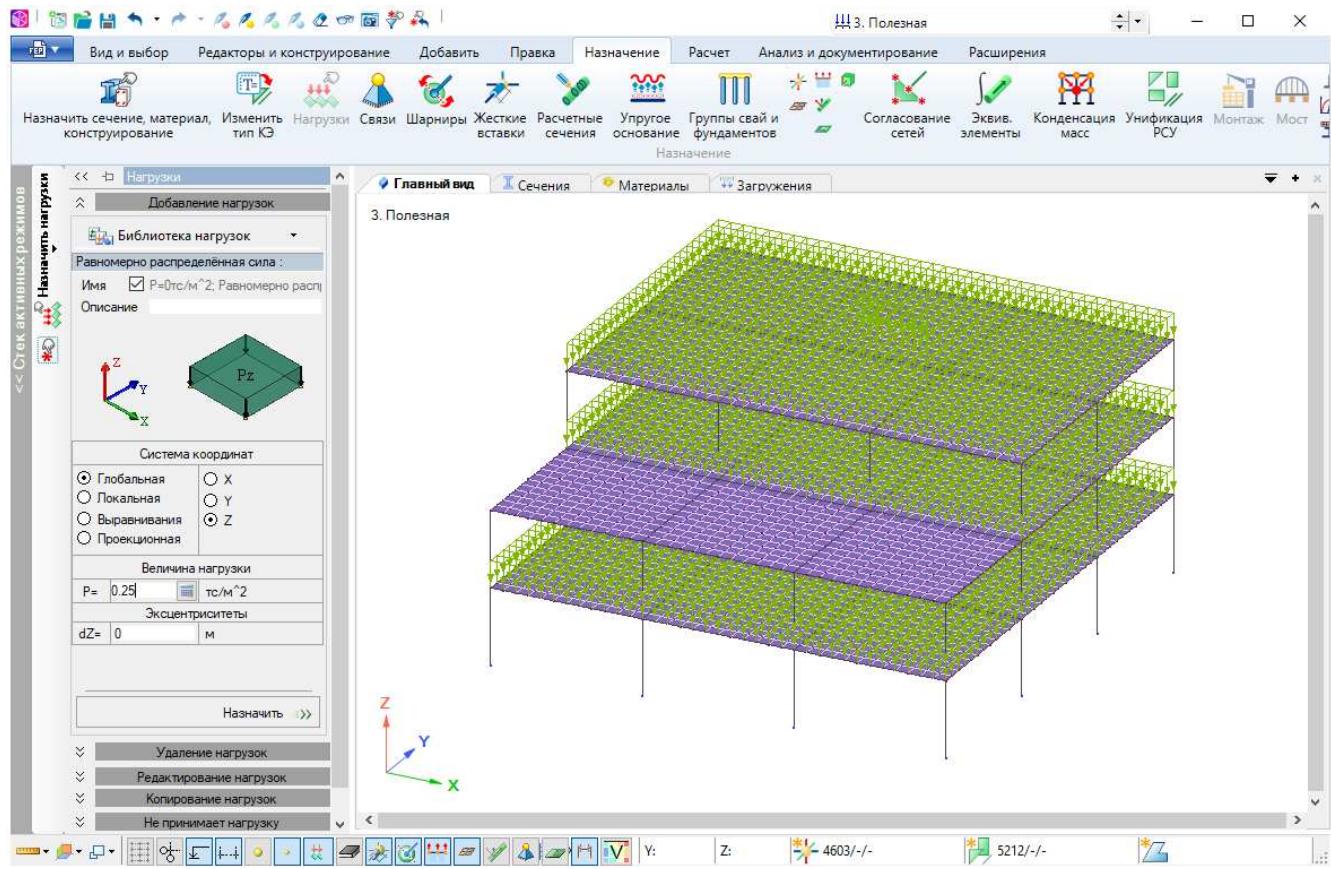 3. Полезная
Вид и выбор Редакторы и конструирование Добавить Правка Назначение Расчет Анализ и документирование Расширения
Назначить сечение, материал, конструирование
Изменить тип КЭ
Нагрузки
Связи
Шарниры
Жесткие вставки
Расчетные сечения
Упругое основание
Группы свай и фундаментов
Согласование сетей
Эквив. элементы
Конденсация масс
Унификация РСУ
Монтаж
Мост
Назначение
<< Стек активных режимов
Назначить нагрузки
<< Нагрузки
Добавление нагрузок
Библиотека нагрузок
Равномерно распределённая сила :
Имя P=0тс/м^2; Равномерно расп
Описание
Z
Y
X
Pz
Система координат
Глобальная X
Локальная Y
Выравнивания Z
Проекционная
Величина нагрузки
P= 0.25 тс/м^2
Эксцентриситеты
dZ= 0 м
Назначить
Удаление нагрузок
Редактирование нагрузок
Копирование нагрузок
Не принимает нагрузку
Главный вид Сечения Материалы Загружения
3. Полезная
Z
Y
X
Y: Z: 4603/-/- 5212/-/-